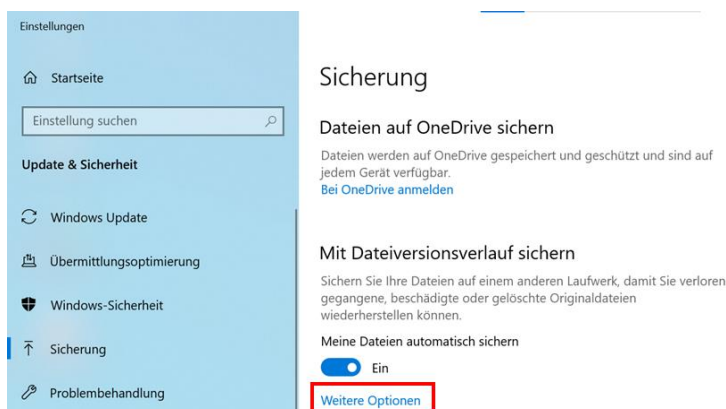 Einstellungen
Startseite
Einstellung suchen
Update & Sicherheit
Windows Update
Übermittlungsoptimierung
Windows-Sicherheit
Sicherung
Problembehandlung
Sicherung
Dateien auf OneDrive sichern
Dateien werden auf OneDrive gespeichert und geschützt und sind auf
jedem Gerät verfügbar.
Bei OneDrive anmelden
Mit Dateiversionsverlauf sichern
Sichern Sie Ihre Dateien auf einem anderen Laufwerk, damit Sie verloren
gegangene, beschädigte oder gelöschte Originaldateien
wiederherstellen können.
Meine Dateien automatisch sichern
Ein
Weitere Optionen